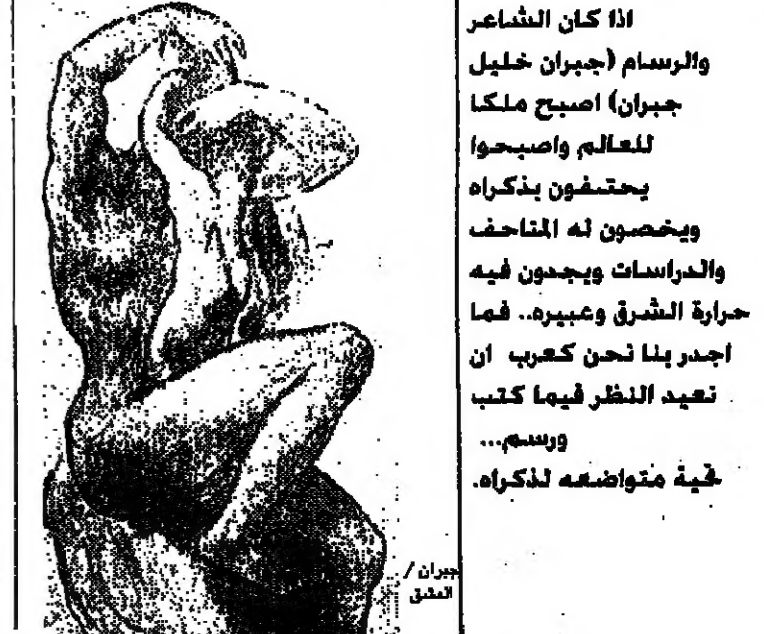 اذا كان الشاعر
والرسام (جبران خليل
جبران) اصبح ملكا
للعالم واصبحوا
يحتفون بذكراه
ويخصون له المتاحف
والدراسات ويجدون فيه
حرارة الشرق وعبيره.. فما
اجدر بنا نحن كعرب ان
نعيد النظر فيما كتب
ورسم...
تحية متواضعه لذكراه.
جبران /
العشق